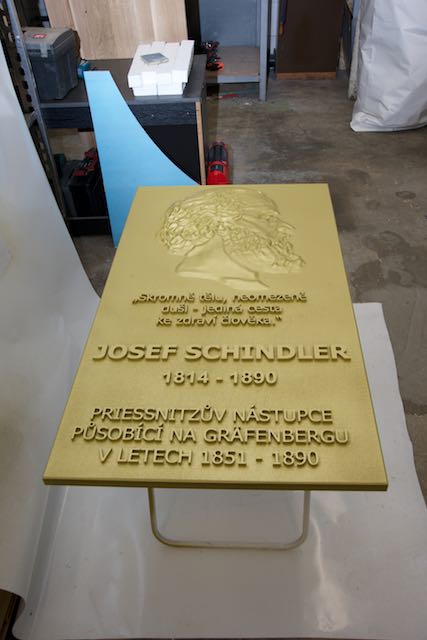 „Skromně tělu, neomezeně
duši - jediná cesta
ke zdraví člověka."
JOSEF SCHINDLER
1814 - 1890
PRIESSNITZŮV NÁSTUPCE
PŮSOBÍCÍ NA GRÄFENBERGU
V LETECH 1851 - 1890